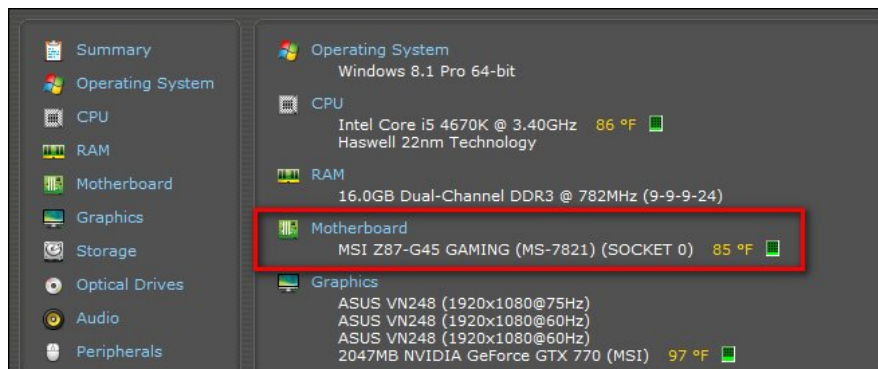 Summary
Operating System
CPU
RAM
Motherboard
Graphics
Storage
Optical Drives
Audio
Peripherals
Operating System
Windows 8.1 Pro 64-bit
CPU
Intel Core i5 4670K @ 3.40GHz 86 °F
Haswell 22nm Technology
RAM
16.0GB Dual-Channel DDR3 @ 782MHz (9-9-9-24)
Motherboard
MSI Z87-G45 GAMING (MS-7821) (SOCKET 0) 85 °F
Graphics
ASUS VN248 (1920x1080@75Hz)
ASUS VN248 (1920x1080@60Hz)
ASUS VN248 (1920x1080@60Hz)
2047MB NVIDIA GeForce GTX 770 (MSI) 97 °F